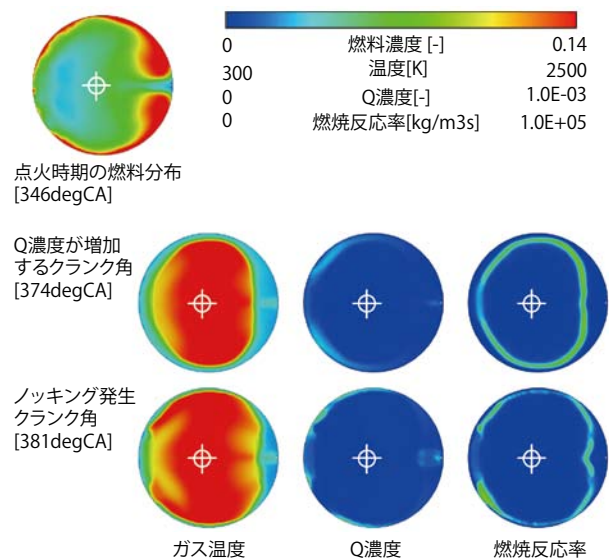 0 燃料濃度 [-] 0.14
300 温度[K] 2500
0 Q濃度[-] 1.0E-03
0 燃焼反応率[kg/m3s] 1.0E+05
点火時期の燃料分布
[346degCA]
Q濃度が増加
するクランク角
[374degCA]
ノッキング発生
クランク角
[381degCA]
ガス温度 Q濃度 燃焼反応率